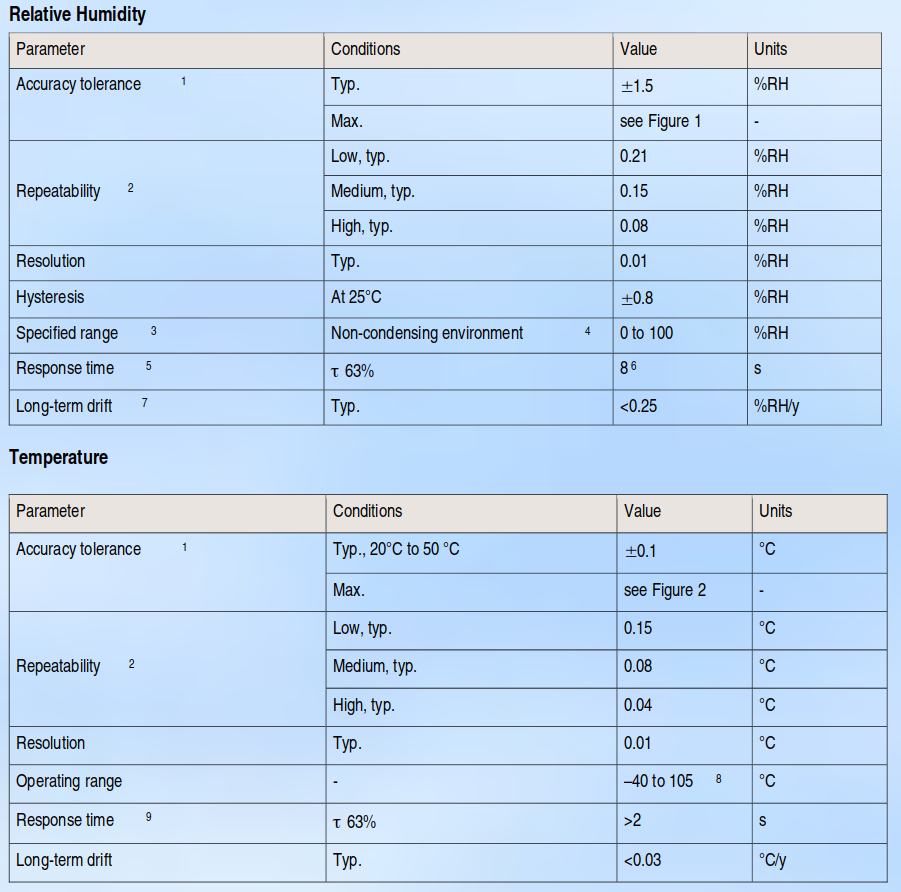 Relative Humidity
Parameter Conditions Value Units
Accuracy tolerance 1 Typ. ±1.5 %RH
Max. see Figure 1 -
Low, typ. 0.21 %RH
Repeatability 2 Medium, typ. 0.15 %RH
High, typ. 0.08 %RH
Resolution Typ. 0.01 %RH
Hysteresis At 25°C ±0.8 %RH
Specified range 3 Non-condensing environment 4 0 to 100 %RH
Response time 5 τ 63% 8 6 s
Long-term drift 7 Typ. <0.25 %RH/y
Temperature
Parameter Conditions Value Units
Accuracy tolerance 1 Typ., 20°C to 50 °C ±0.1 °C
Max. see Figure 2 -
Low, typ. 0.15 °C
Repeatability 2 Medium, typ. 0.08 °C
High, typ. 0.04 °C
Resolution Typ. 0.01 °C
Operating range - –40 to 105 8 °C
Response time 9 τ 63% >2 s
Long-term drift Typ. <0.03 °C/y